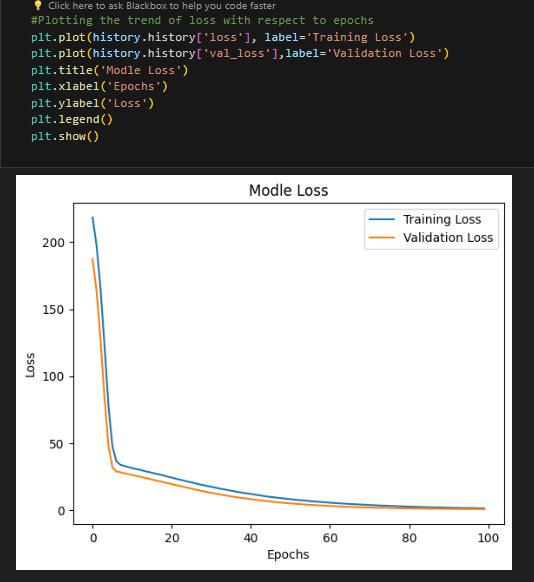 💡 Click here to ask Blackbox to help you code faster
#Plotting the trend of loss with respect to epochs
plt.plot(history.history['loss'], label='Training Loss')
plt.plot(history.history['val_loss'],label='Validation Loss')
plt.title('Modle Loss')
plt.xlabel('Epochs')
plt.ylabel('Loss')
plt.legend()
plt.show()
Modle Loss
Training Loss
Validation Loss
Loss
200
150
100
50
0
0 20 40 60 80 100
Epochs